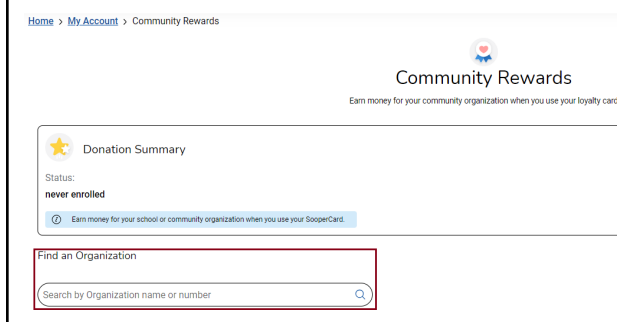 Home > My Account > Community Rewards
Community Rewards
Earn money for your community organization when you use your loyalty card
Donation Summary
Status:
never enrolled
Earn money for your school or community organization when you use your SooperCard.
Find an Organization
Search by Organization name or number